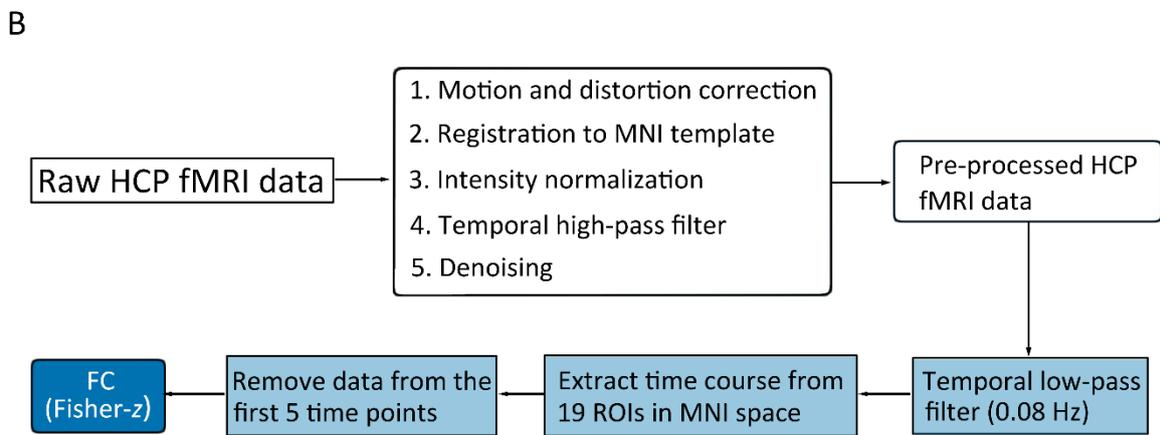 B
Raw HCP fMRI data
1. Motion and distortion correction
2. Registration to MNI template
3. Intensity normalization
4. Temporal high-pass filter
5. Denoising
Pre-processed HCP
fMRI data
Temporal low-pass
filter (0.08 Hz)
Extract time course from
19 ROIs in MNI space
Remove data from the
first 5 time points
FC
(Fisher-z)